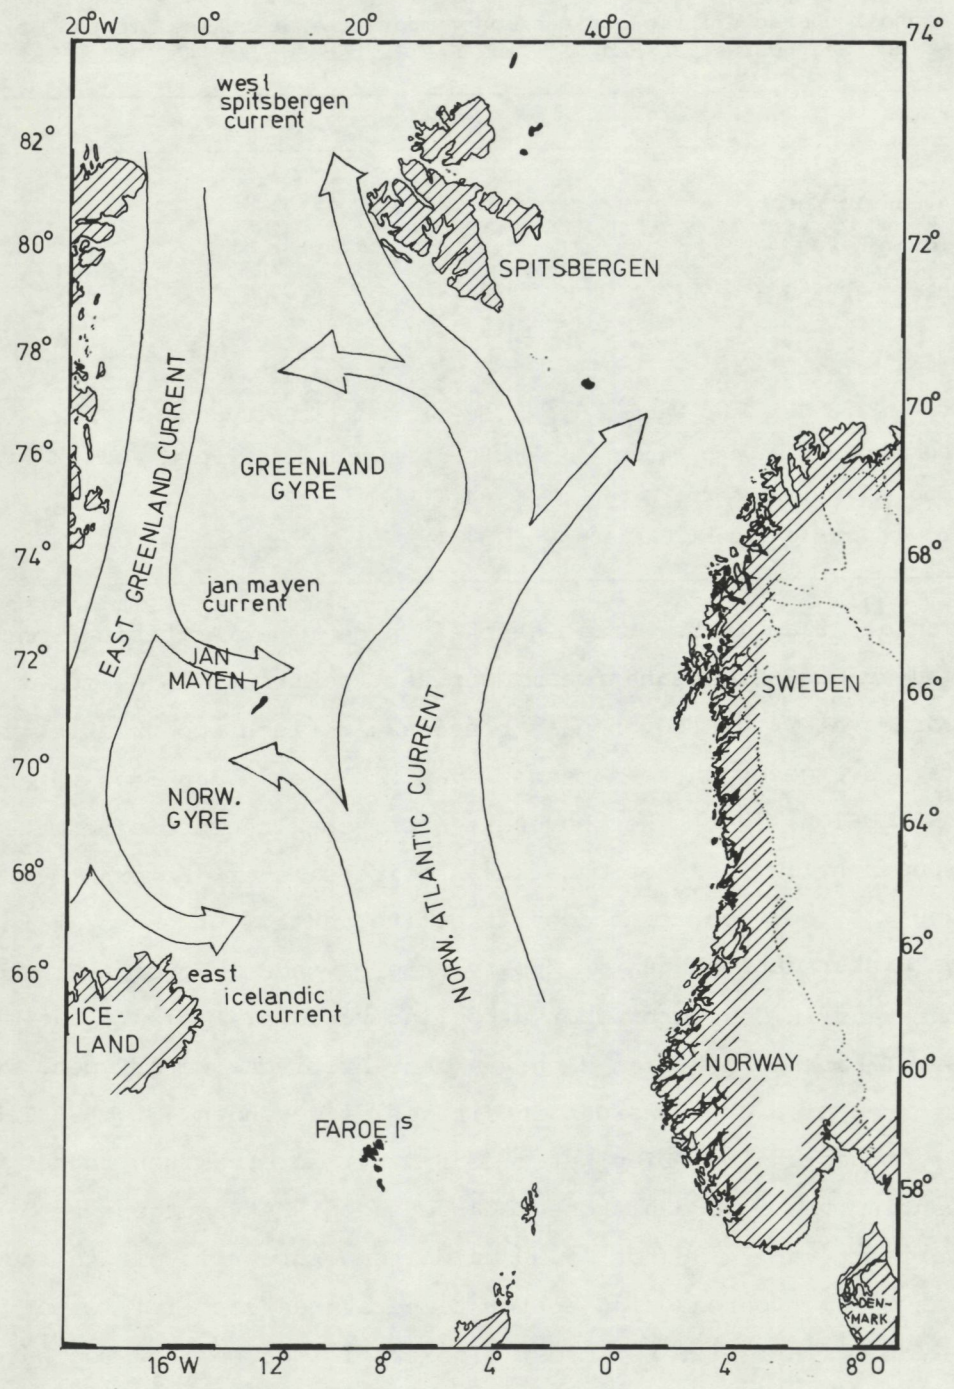 20°W 0° 20° 40°O 74°
west
spitsbergen
current
82°
80°
72°
SPITSBERGEN
78°
70°
76°
GREENLAND
GYRE
EAST GREENLAND CURRENT
74°
68°
jan mayen
current
72°
JAN
MAYEN
SWEDEN
66°
NORW. ATLANTIC CURRENT
70°
NORW.
GYRE
64°
68°
62°
66°
east
icelandic
current
ICE-
LAND
NORWAY
60°
FAROE Iˢ
58°
DEN-
MARK
16°W 12° 8° 4° 0° 4° 8°O